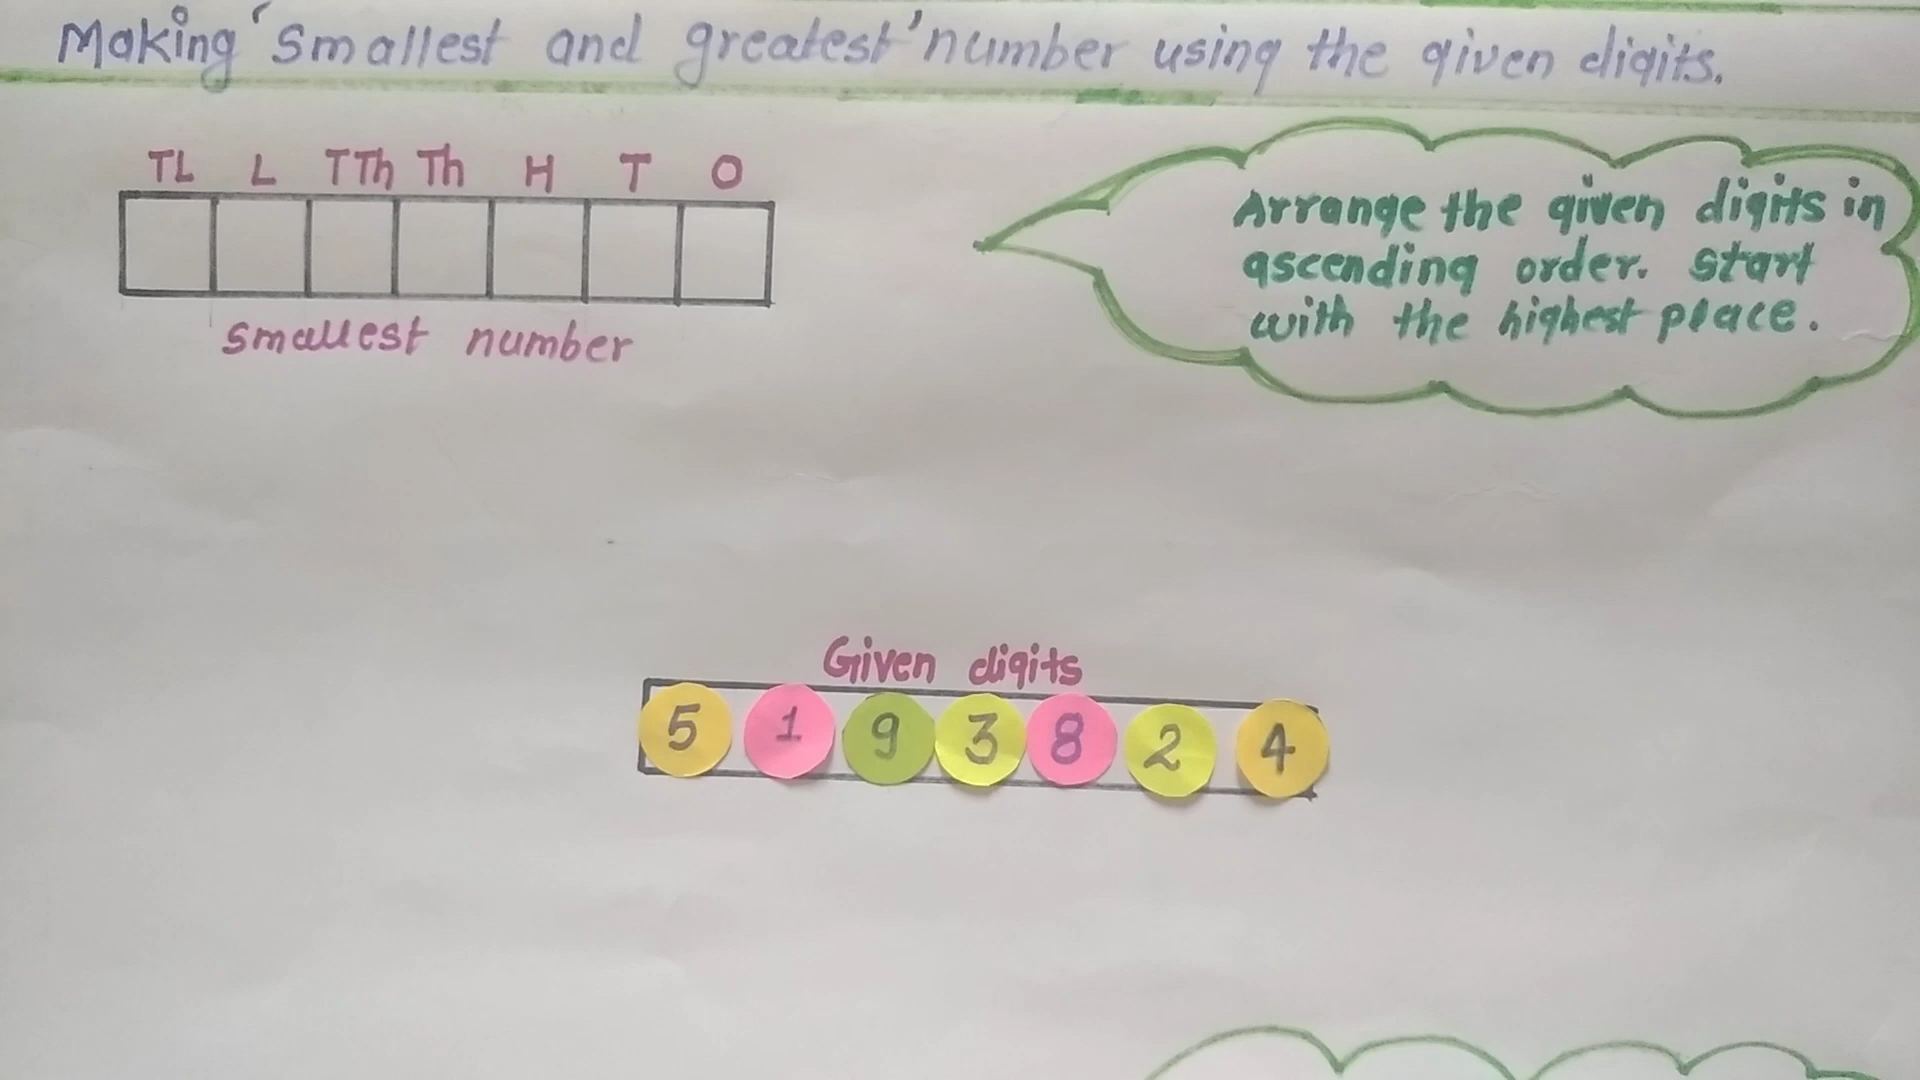 Making 'smallest and greatest' number using the given digits.
TL L TTh Th H T O
smallest number
Arrange the given digits in
ascending order. Start
with the highest place.
Given digits
5 1 9 3 8 2 4